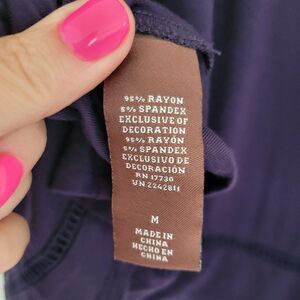 95% RAYON
5% SPANDEX
EXCLUSIVE OF
DECORATION
95% RAYÓN
5% SPANDEX
EXCLUSIVO DE
DECORACIÓN
RN 17730
UN 2242811
M
MADE IN
CHINA
HECHO EN
CHINA